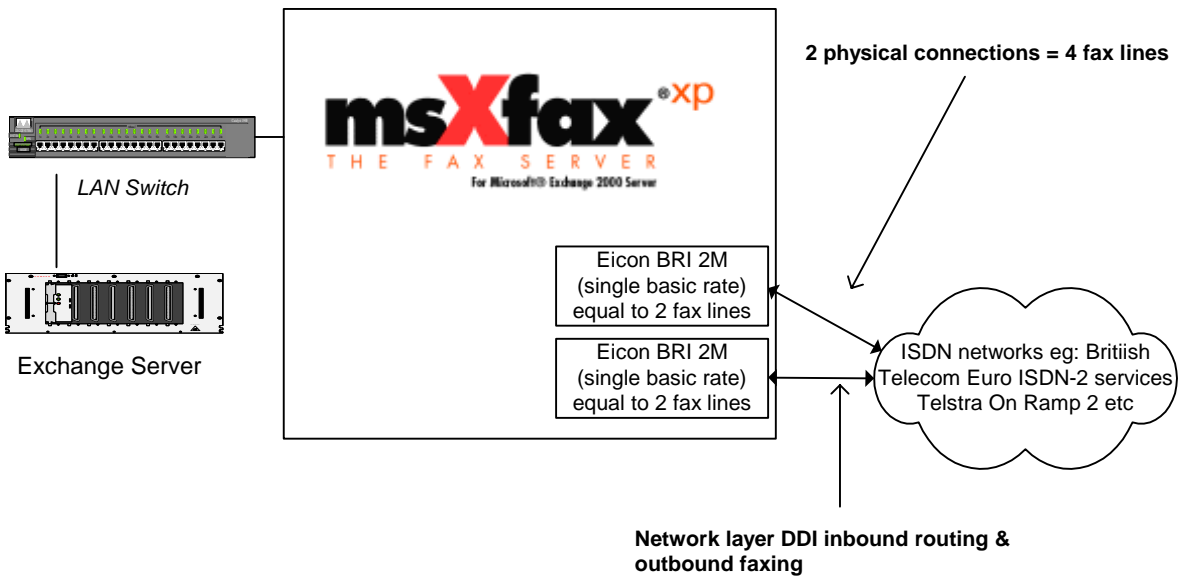 2 physical connections = 4 fax lines
msXfax®xp
THE FAX SERVER
For Microsoft® Exchange 2000 Server
LAN Switch
Exchange Server
Eicon BRI 2M
(single basic rate)
equal to 2 fax lines
Eicon BRI 2M
(single basic rate)
equal to 2 fax lines
ISDN networks eg: Britiish
Telecom Euro ISDN-2 services
Telstra On Ramp 2 etc
Network layer DDI inbound routing &
outbound faxing